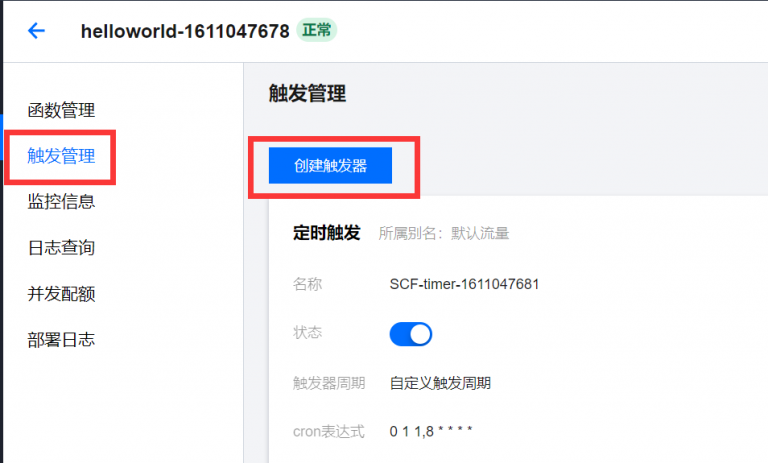 helloworld-1611047678 正常
函数管理
触发管理
监控信息
日志查询
并发配额
部署日志
触发管理
创建触发器
定时触发 所属别名：默认流量
名称 SCF-timer-1611047681
状态
触发器周期 自定义触发周期
cron表达式 0 1 1,8 * * * *